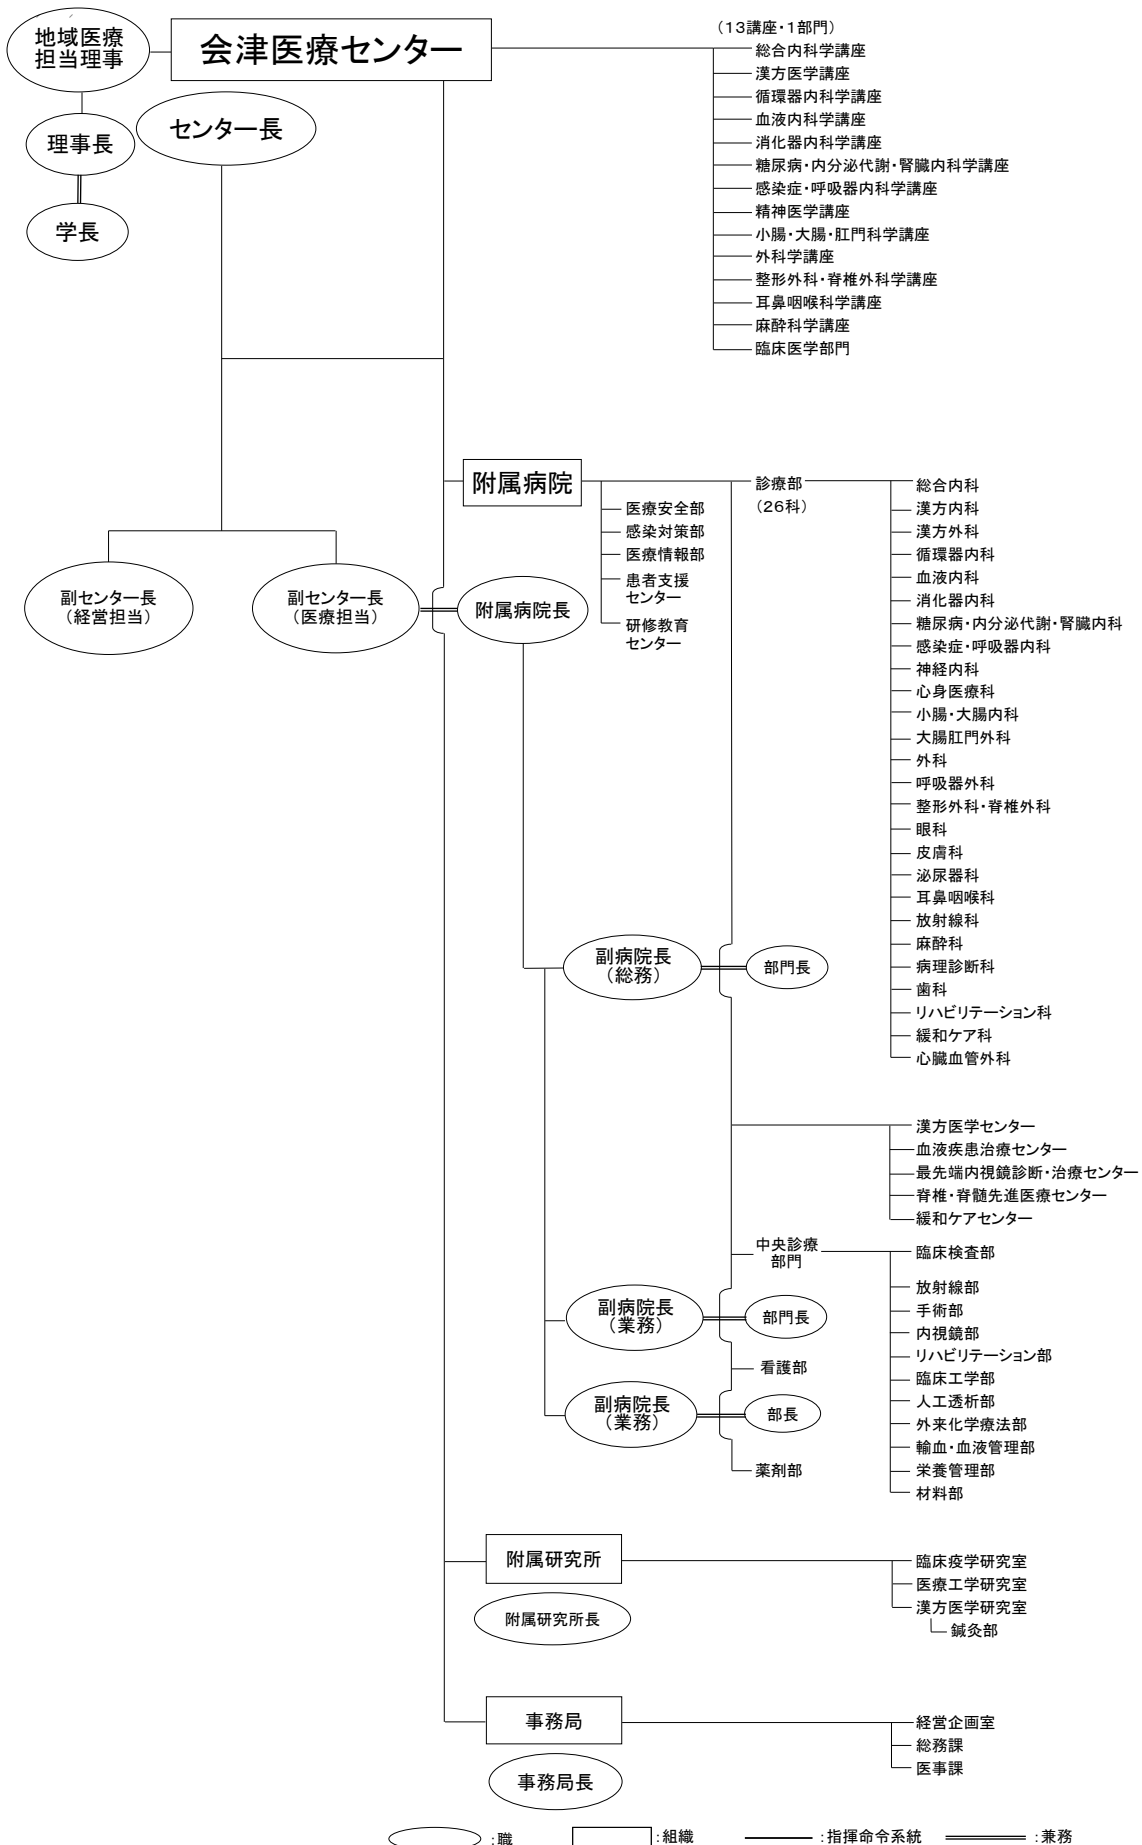 地域医療
担当理事
会津医療センター
理事長
学長
センター長
（13講座・1部門）
総合内科学講座
漢方医学講座
循環器内科学講座
血液内科学講座
消化器内科学講座
糖尿病・内分泌代謝・腎臓内科学講座
感染症・呼吸器内科学講座
精神医学講座
小腸・大腸・肛門科学講座
外科学講座
整形外科・脊椎外科学講座
耳鼻咽喉科学講座
麻酔科学講座
臨床医学部門
副センター長
（経営担当）
副センター長
（医療担当）
附属病院
附属病院長
医療安全部
感染対策部
医療情報部
患者支援
センター
研修教育
センター
診療部
（26科）
総合内科
漢方内科
漢方外科
循環器内科
血液内科
消化器内科
糖尿病・内分泌代謝・腎臓内科
感染症・呼吸器内科
神経内科
心身医療科
小腸・大腸内科
大腸肛門外科
外科
呼吸器外科
整形外科・脊椎外科
眼科
皮膚科
泌尿器科
耳鼻咽喉科
放射線科
麻酔科
病理診断科
歯科
リハビリテーション科
緩和ケア科
心臓血管外科
副病院長
（総務）
部門長
漢方医学センター
血液疾患治療センター
最先端内視鏡診断・治療センター
脊椎・脊髄先進医療センター
緩和ケアセンター
中央診療
部門
臨床検査部
放射線部
手術部
内視鏡部
リハビリテーション部
臨床工学部
人工透析部
外来化学療法部
輸血・血液管理部
栄養管理部
材料部
副病院長
（業務）
部門長
看護部
副病院長
（業務）
部長
薬剤部
附属研究所
附属研究所長
臨床疫学研究室
医療工学研究室
漢方医学研究室
鍼灸部
事務局
事務局長
経営企画室
総務課
医事課
：職
：組織
：指揮命令系統
：兼務